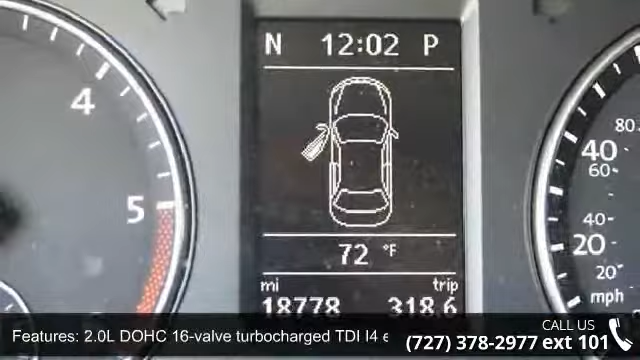 N 12:02 P
4
5
72 °F
mi trip
18778 318.6
80
40
60
40
20
20
mph
CALL US
Features: 2.0L DOHC 16-valve turbocharged TDI I4 e
(727) 378-2977 ext 101